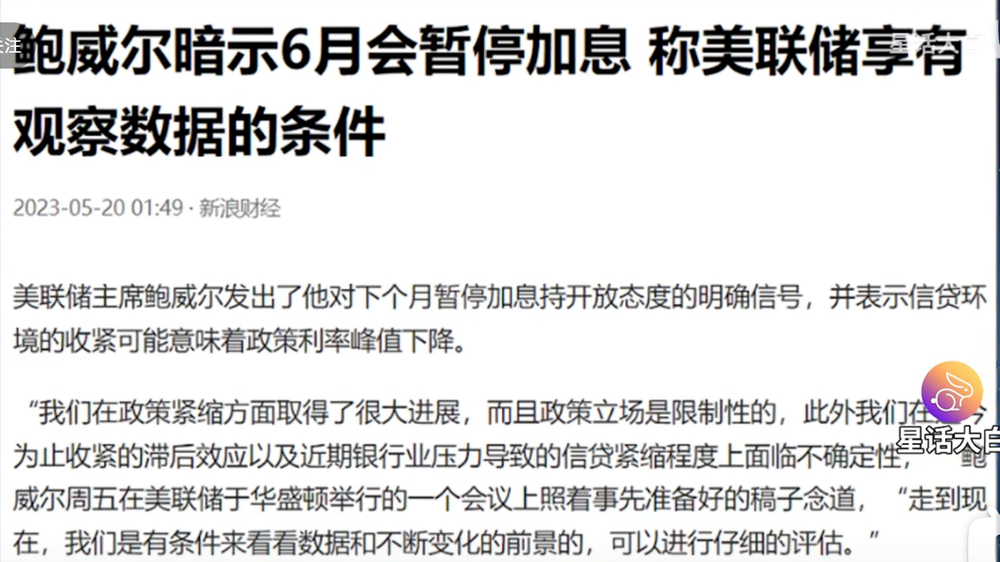 关注
鲍威尔暗示6月会暂停加息 称美联储享有
观察数据的条件
2023-05-20 01:49 · 新浪财经
美联储主席鲍威尔发出了他对下个月暂停加息持开放态度的明确信号，并表示信贷环
境的收紧可能意味着政策利率峰值下降。
“我们在政策紧缩方面取得了很大进展，而且政策立场是限制性的，此外我们在迄今
为止收紧的滞后效应以及近期银行业压力导致的信贷紧缩程度上面临不确定性，”鲍
威尔周五在美联储于华盛顿举行的一个会议上照着事先准备好的稿子念道，“走到现
在，我们是有条件来看看数据和不断变化的前景的，可以进行仔细的评估。”
星话大白
星话大白